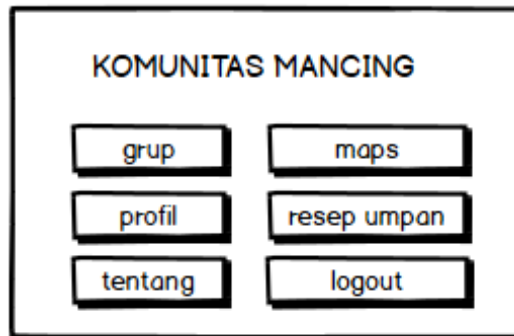 KOMUNITAS MANCING
grup maps
profil resep umpan
tentang logout